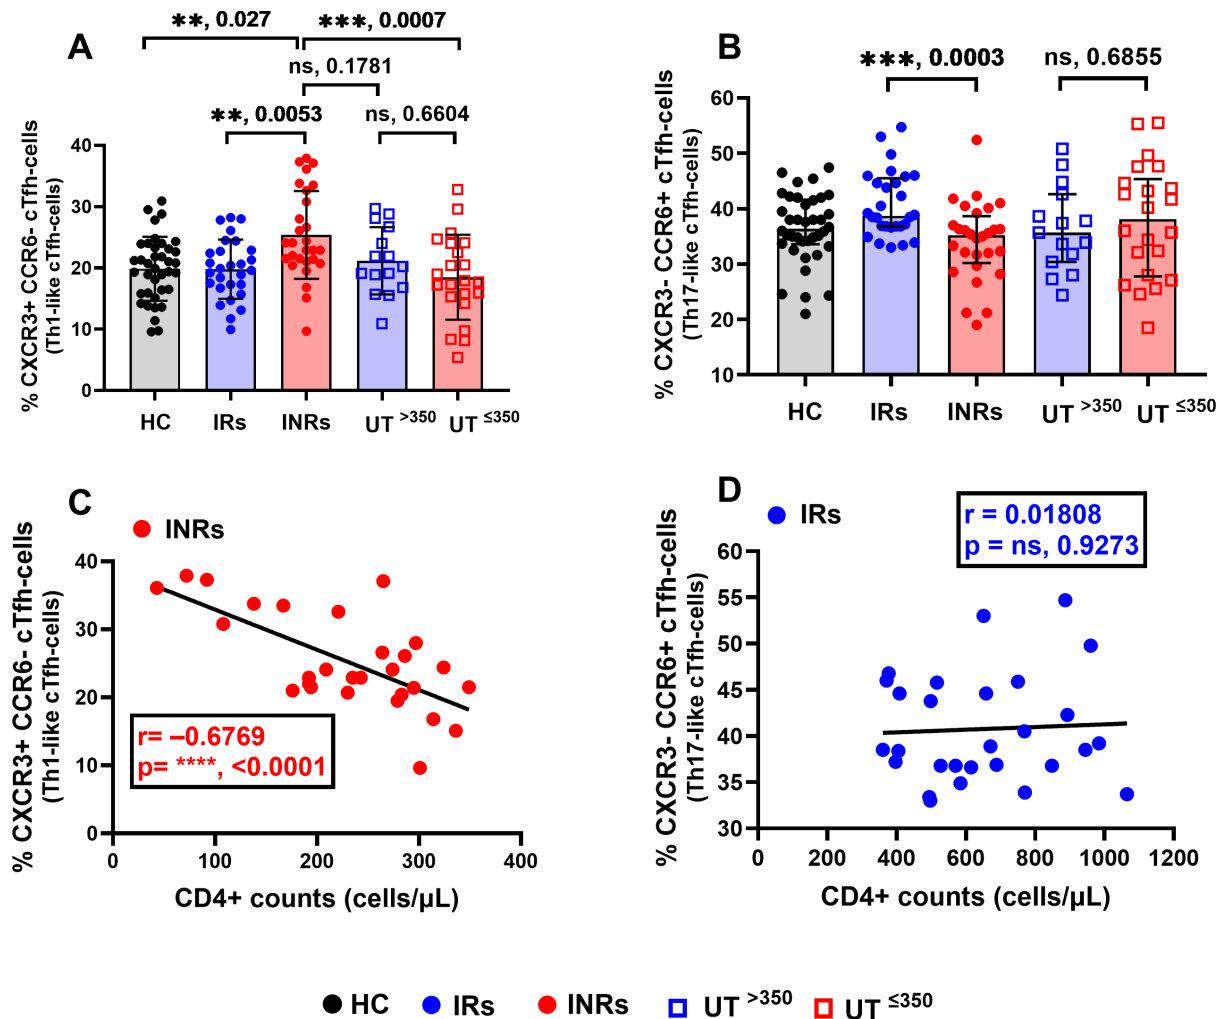 A
**, 0.027
***, 0.0007
ns, 0.1781
**, 0.0053
ns, 0.6604
% CXCR3+ CCR6- cTfh-cells
(Th1-like cTfh-cells)
40
30
20
10
0
HC
IRs
INRs
UT >350
UT ≤350
B
***, 0.0003
ns, 0.6855
% CXCR3- CCR6+ cTfh-cells
(Th17-like cTfh-cells)
60
50
40
30
20
10
HC
IRs
INRs
UT >350
UT ≤350
C
INRs
% CXCR3+ CCR6- cTfh-cells
(Th1-like cTfh-cells)
40
30
20
10
0
r= –0.6769
p= ****, <0.0001
0
100
200
300
400
CD4+ counts (cells/µL)
D
IRs
r = 0.01808
p = ns, 0.9273
% CXCR3- CCR6+ cTfh-cells
(Th17-like cTfh-cells)
60
55
50
45
40
35
30
0
200
400
600
800
1000
1200
CD4+ counts (cells/µL)
HC
IRs
INRs
UT >350
UT ≤350